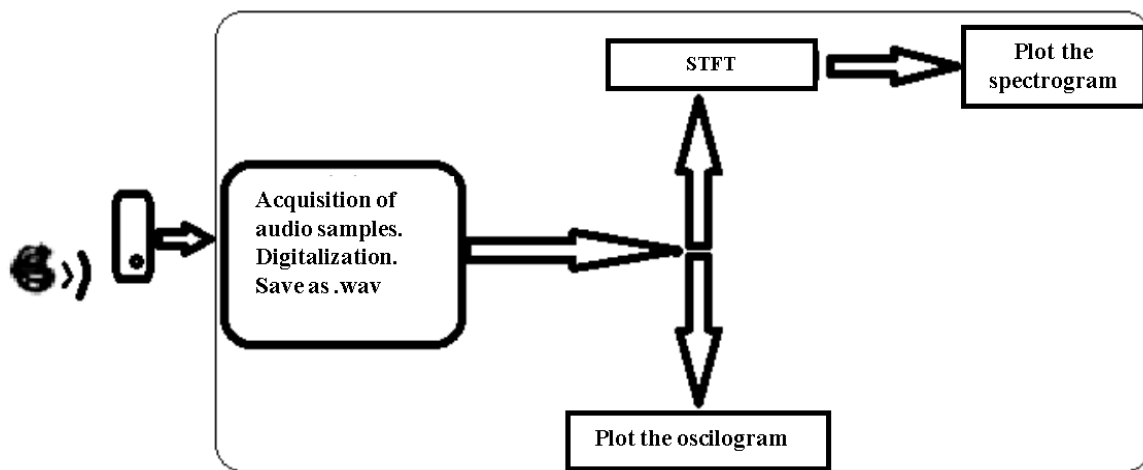 STFT
Plot the
spectrogram
Acquisition of
audio samples.
Digitalization.
Save as .wav
Plot the oscilogram